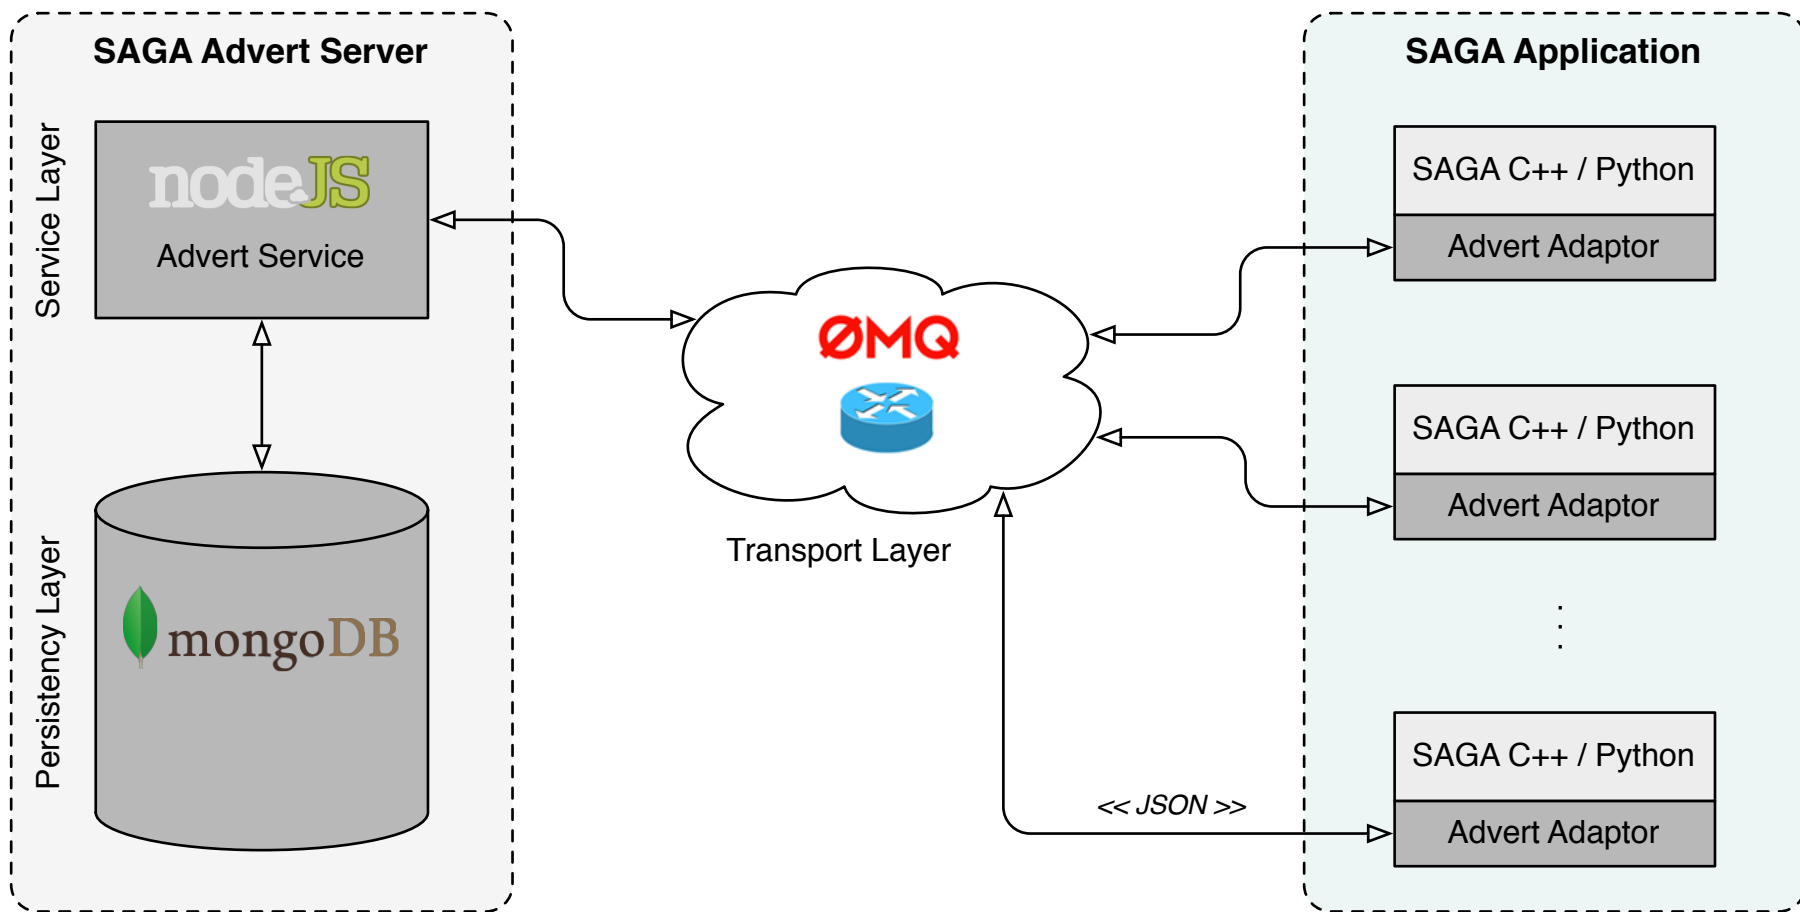 SAGA Advert Server
Service Layer
nodeJS
Advert Service
Persistency Layer
mongoDB
ØMQ
Transport Layer
<< JSON >>
SAGA Application
SAGA C++ / Python
Advert Adaptor
SAGA C++ / Python
Advert Adaptor
SAGA C++ / Python
Advert Adaptor